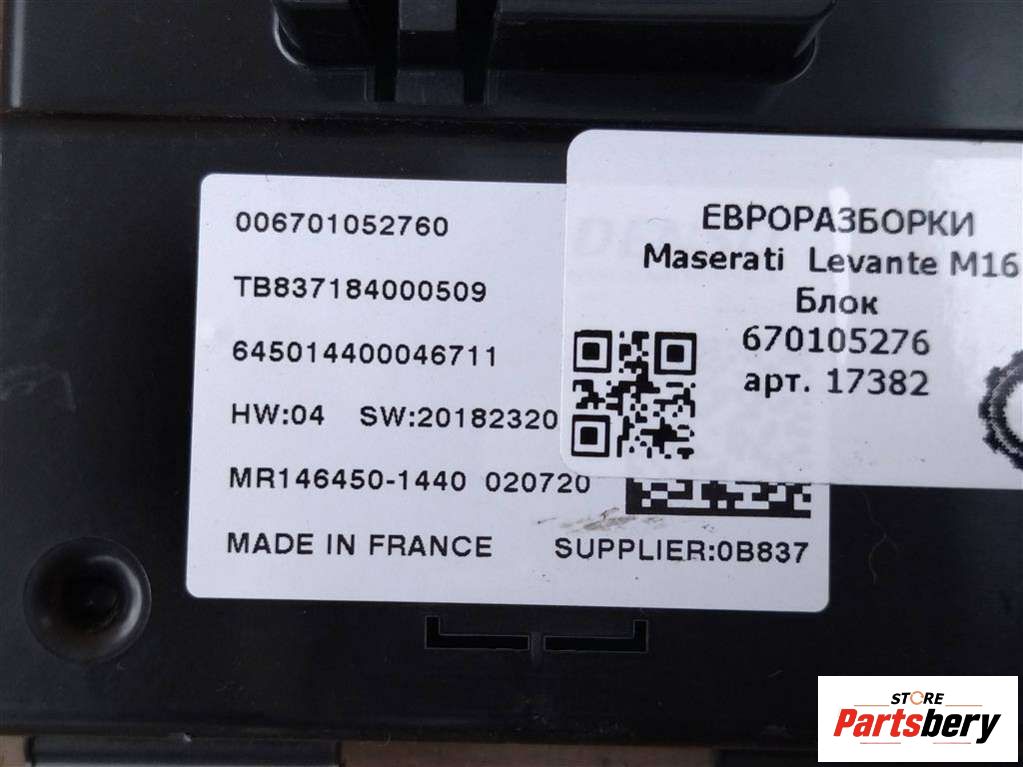 006701052760
TB837184000509
645014400046711
HW:04 SW:20182320
MR146450-1440 020720
MADE IN FRANCE SUPPLIER:0B837
ЕВРОРАЗБОРКИ
Maserati Levante M16
Блок
670105276
арт. 17382
STORE
Partsbery